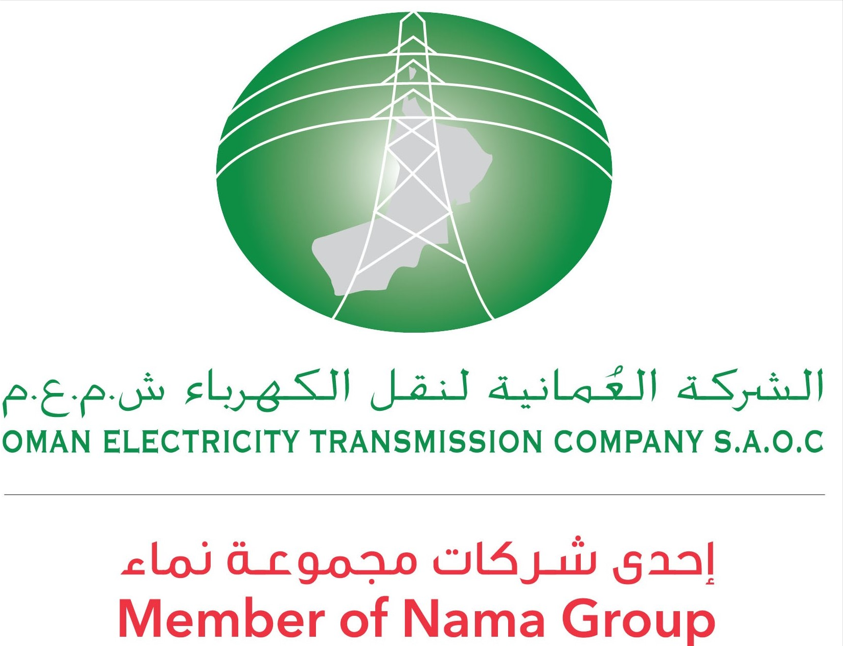 الشركة العُمانية لنقل الكهرباء ش.م.ع.م
OMAN ELECTRICITY TRANSMISSION COMPANY S.A.O.C
إحدى شركات مجموعة نماء
Member of Nama Group